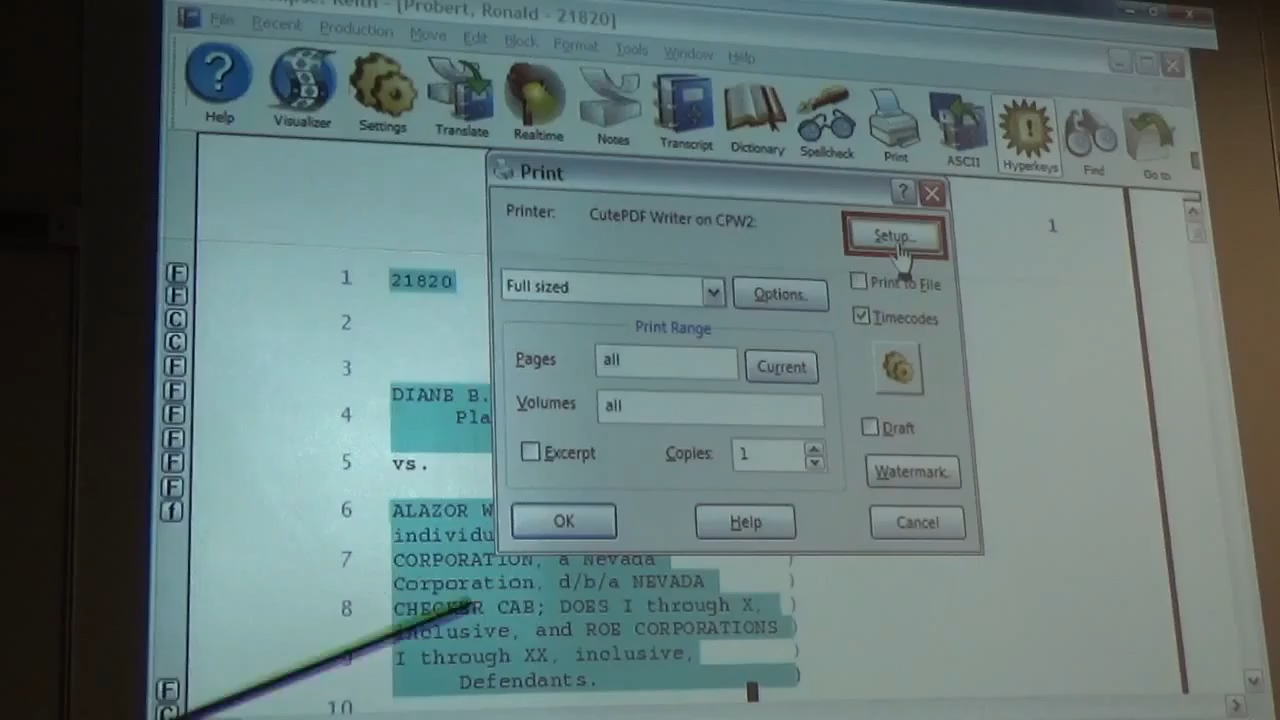 Keith - [Probert, Ronald - 21820]
File Recent Production Move Edit Block Format Tools Window Help
Help Visualizer Settings Translate Realtime Notes Transcript Dictionary Spellcheck Print ASCII Hyperkeys Find Go to
Print
Printer: CutePDF Writer on CPW2:
Setup...
1
Full sized
Options.
Print to File
Print Range
Timecodes
Pages all Current
Volumes all
Draft
Excerpt Copies: 1
Watermark.
OK Help Cancel
F
F
C
C
F
F
F
F
F
F
f
F
C
1 21820
2
3
DIANE B.
4 Pla
5 vs.
6 ALAZOR W
individu
7 CORPORATION, a Nevada )
Corporation, d/b/a NEVADA )
8 CHECKER CAB; DOES I through X, )
inclusive, and ROE CORPORATIONS )
9 I through XX, inclusive, )
Defendants. )
10